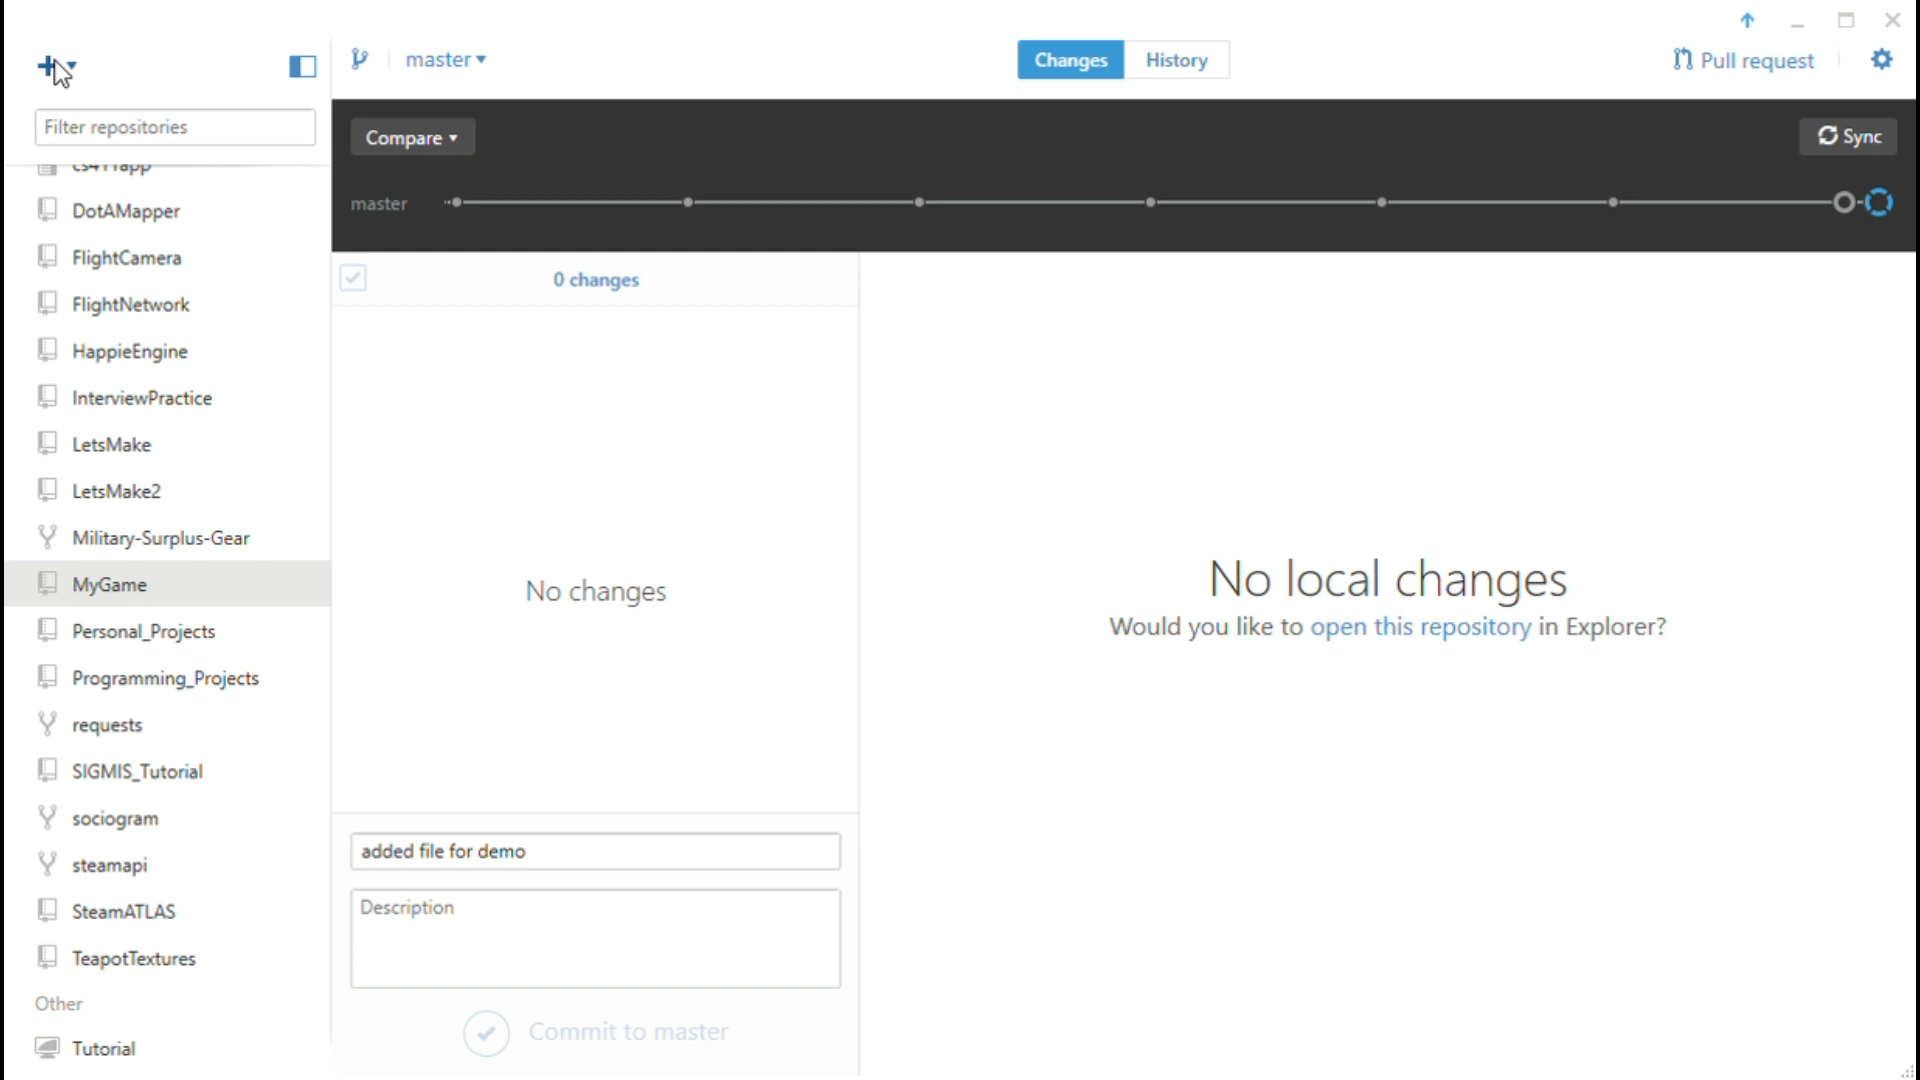 master
Changes
History
Pull request
Filter repositories
Compare
Sync
master
DotAMapper
FlightCamera
FlightNetwork
HappieEngine
InterviewPractice
LetsMake
LetsMake2
Military-Surplus-Gear
MyGame
Personal_Projects
Programming_Projects
requests
SIGMIS_Tutorial
sociogram
steamapi
SteamATLAS
TeapotTextures
Other
Tutorial
0 changes
No changes
added file for demo
Description
Commit to master
No local changes
Would you like to open this repository in Explorer?